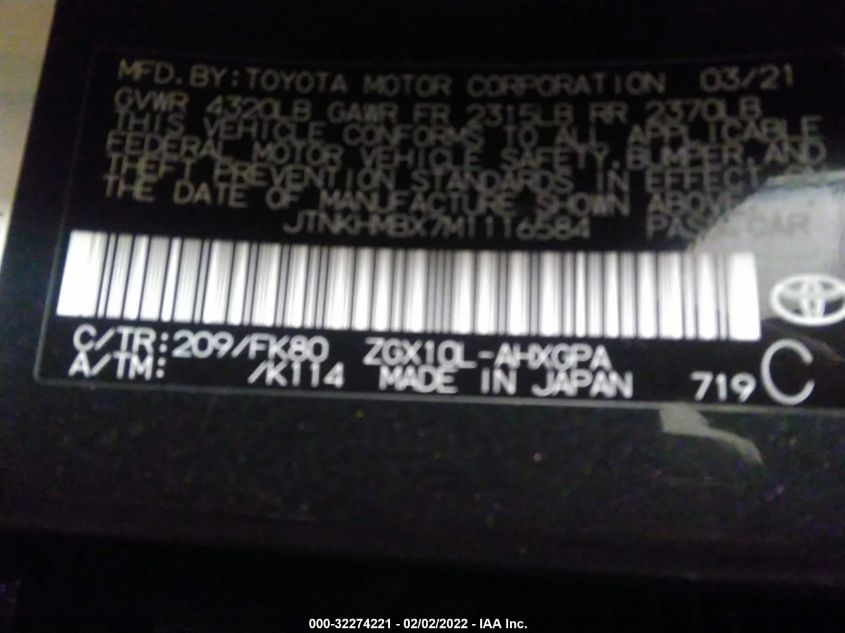 MFD. BY: TOYOTA MOTOR CORPORATION 03/21
GVWR 4320LB GAWR FR 2315LB RR 2370LB
THIS VEHICLE CONFORMS TO ALL APPLICABLE
FEDERAL MOTOR VEHICLE SAFETY, BUMPER, AND
THEFT PREVENTION STANDARDS IN EFFECT ON
THE DATE OF MANUFACTURE SHOWN ABOVE.
JTNKHMBX7M1116584 PASS. CAR
C/TR: 209/FK80 ZGX10L-AHXGPA
A/TM: /K114 MADE IN JAPAN 719 C
000-32274221 - 02/02/2022 - IAA Inc.